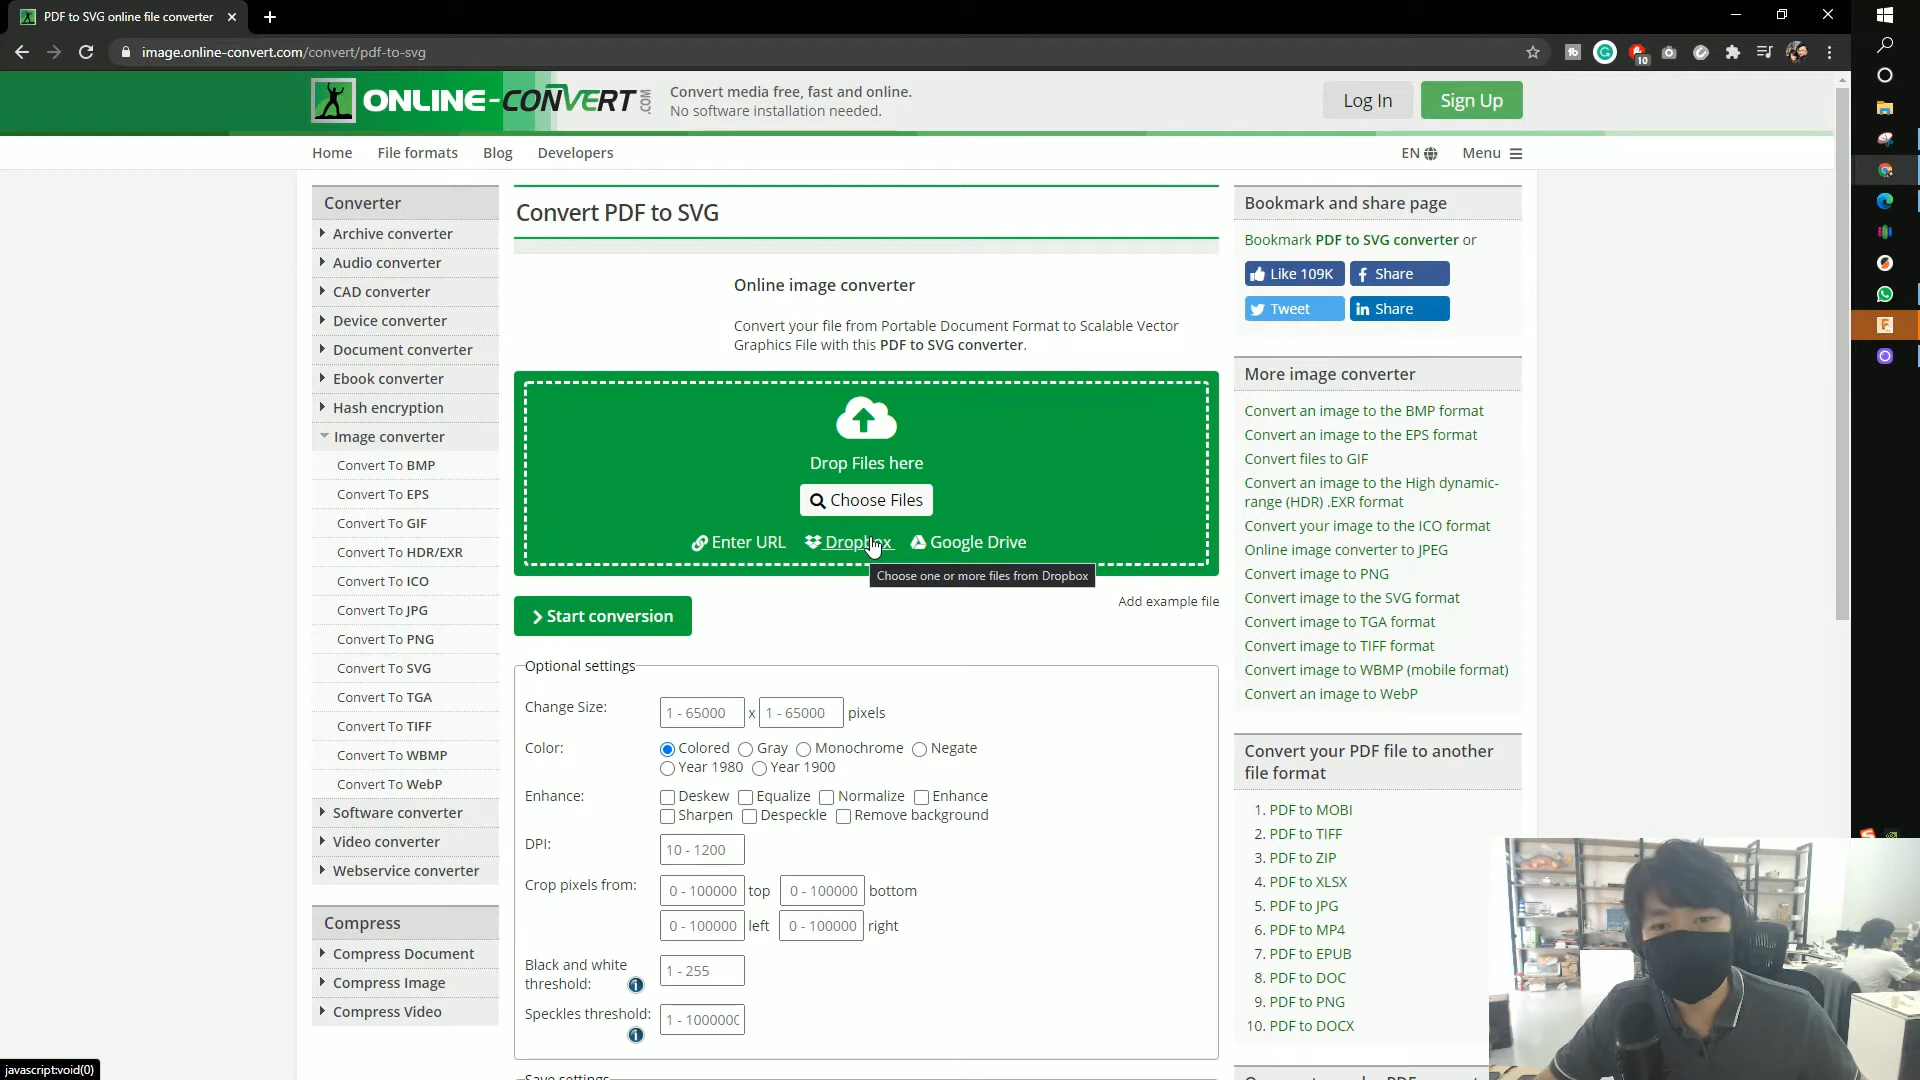 PDF to SVG online file converter
image.online-convert.com/convert/pdf-to-svg
10
ONLINE-CONVERT.COM
Convert media free, fast and online.
No software installation needed.
Log In
Sign Up
Home
File formats
Blog
Developers
EN
Menu
Converter
Archive converter
Audio converter
CAD converter
Device converter
Document converter
Ebook converter
Hash encryption
Image converter
Convert To BMP
Convert To EPS
Convert To GIF
Convert To HDR/EXR
Convert To ICO
Convert To JPG
Convert To PNG
Convert To SVG
Convert To TGA
Convert To TIFF
Convert To WBMP
Convert To WebP
Software converter
Video converter
Webservice converter
Compress
Compress Document
Compress Image
Compress Video
Convert PDF to SVG
Online image converter
Convert your file from Portable Document Format to Scalable Vector
Graphics File with this PDF to SVG converter.
Drop Files here
Choose Files
Enter URL
Dropbox
Google Drive
Choose one or more files from Dropbox
Start conversion
Add example file
Optional settings
Change Size: 1 - 65000 x 1 - 65000 pixels
Color: Colored Gray Monochrome Negate
Year 1980 Year 1900
Enhance: Deskew Equalize Normalize Enhance
Sharpen Despeckle Remove background
DPI: 10 - 1200
Crop pixels from: 0 - 100000 top 0 - 100000 bottom
0 - 100000 left 0 - 100000 right
Black and white
threshold: 1 - 255
Speckles threshold: 1 - 1000000
Save settings
Bookmark and share page
Bookmark PDF to SVG converter or
Like 109K
Share
Tweet
Share
More image converter
Convert an image to the BMP format
Convert an image to the EPS format
Convert files to GIF
Convert an image to the High dynamic-
range (HDR) .EXR format
Convert your image to the ICO format
Online image converter to JPEG
Convert image to PNG
Convert image to the SVG format
Convert image to TGA format
Convert image to TIFF format
Convert image to WBMP (mobile format)
Convert an image to WebP
Convert your PDF file to another
file format
1. PDF to MOBI
2. PDF to TIFF
3. PDF to ZIP
4. PDF to XLSX
5. PDF to JPG
6. PDF to MP4
7. PDF to EPUB
8. PDF to DOC
9. PDF to PNG
10. PDF to DOCX
javascript:void(0)